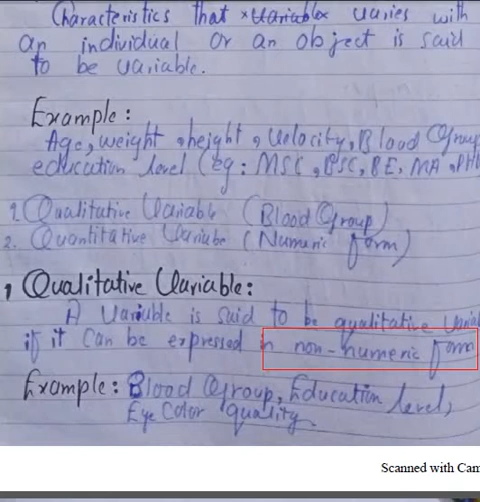 Characteristics that ×Variable× varies with
an individual or an object is said
to be variable.
Example:
Age, weight, height, Velocity, Blood Group
education level (eg: MSC, BSC, BE, MA, PH
1. Qualitative Variable (Blood Group)
2. Quantitative Variabe (Numeric form)
1, Qualitative Variable:
A Variable is said to be qualitative Varia
if it Can be expressed in non-numeric form
Example: Blood Group, Education level,
Eye Color quality.
Scanned with Cam